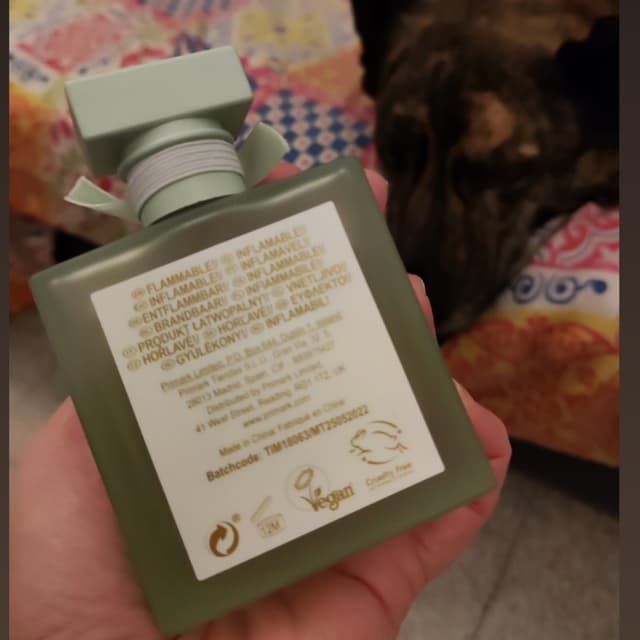 FLAMMABLE! INFLAMABLE!
INFLAMABLE! INFLAMÁVEL!
ENTFLAMMBAR! INFLAMMABLE!
BRANDBAAR! INFIAMMABILE!
PRODUKT ŁATWOPALNY! VNETLJIVO!
HOŘLAVÉ! HORĽAVÉ! ΕΥΦΛΕΚΤΟ!
GYÚLÉKONY! INFLAMABIL!
Primark Limited, P.O. Box 644, Dublin 1, Ireland
Primark Tiendas S.L.U., Gran Vía, 32, 5
28013 Madrid, Spain. CIF
Distributed by Primark Limited,
41 West Street, Reading, RG1 1TZ, UK
www.primark.com
Made in China/ Fabriqué en Chine
Batchcode:
12M
Vegan
Cruelty Free